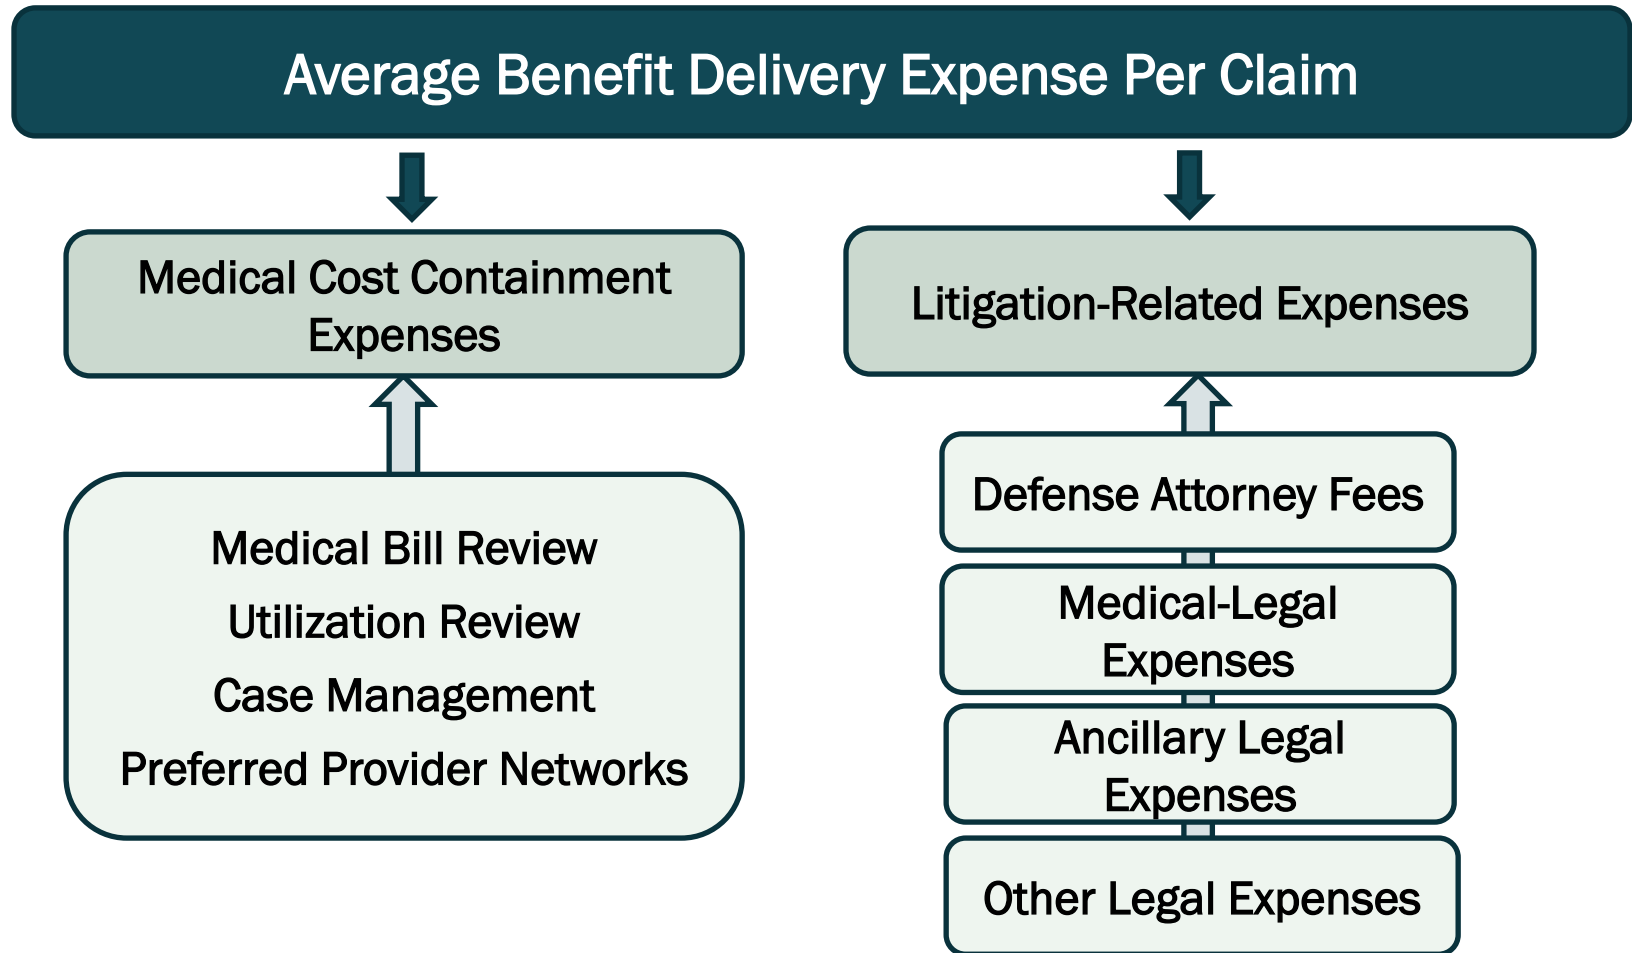 Average Benefit Delivery Expense Per Claim
Medical Cost Containment
Expenses
Medical Bill Review
Utilization Review
Case Management
Preferred Provider Networks
Litigation-Related Expenses
Defense Attorney Fees
Medical-Legal
Expenses
Ancillary Legal
Expenses
Other Legal Expenses